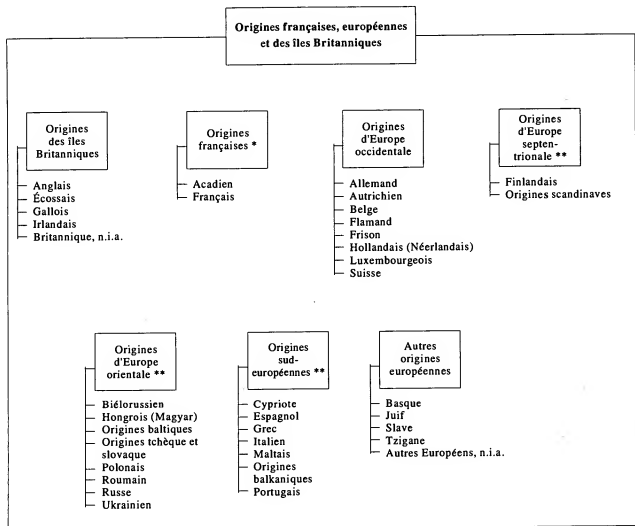 Origines françaises, européennes
et des îles Britanniques
Origines
des îles
Britanniques
Anglais
Écossais
Gallois
Irlandais
Britannique, n.i.a.
Origines
françaises *
Acadien
Français
Origines
d'Europe
occidentale
Allemand
Autrichien
Belge
Flamand
Frison
Hollandais (Néerlandais)
Luxembourgeois
Suisse
Origines
d'Europe
septen-
trionale **
Finlandais
Origines scandinaves
Origines
d'Europe
orientale **
Biélorussien
Hongrois (Magyar)
Origines baltiques
Origines tchèque et
slovaque
Polonais
Roumain
Russe
Ukrainien
Origines
sud-
européennes **
Cypriote
Espagnol
Grec
Italien
Maltais
Origines
balkaniques
Portugais
Autres
origines
européennes
Basque
Juif
Slave
Tzigane
Autres Européens, n.i.a.